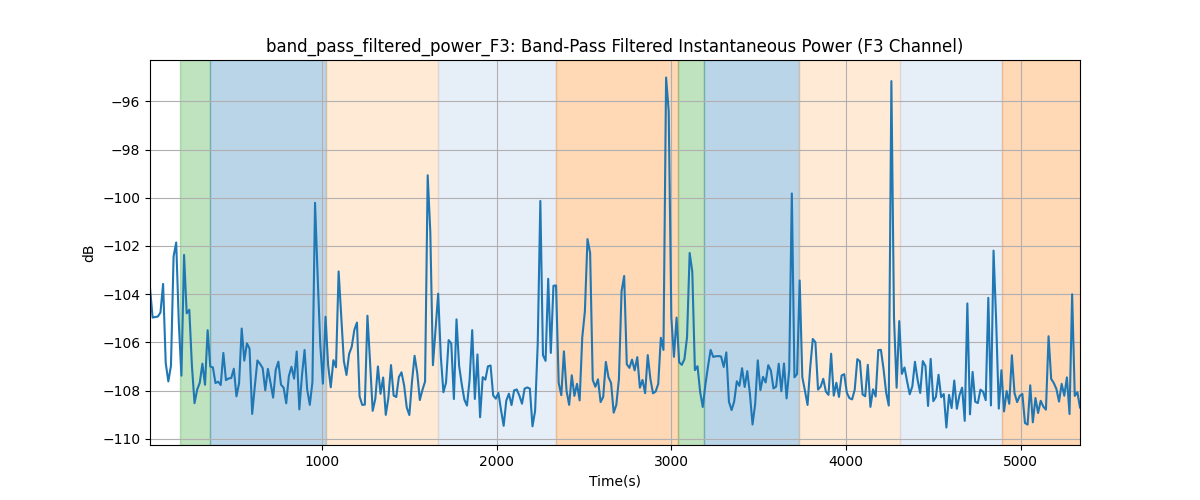 band_pass_filtered_power_F3: Band-Pass Filtered Instantaneous Power (F3 Channel)
dB
−96
−98
−100
−102
−104
−106
−108
−110
1000 2000 3000 4000 5000
Time(s)